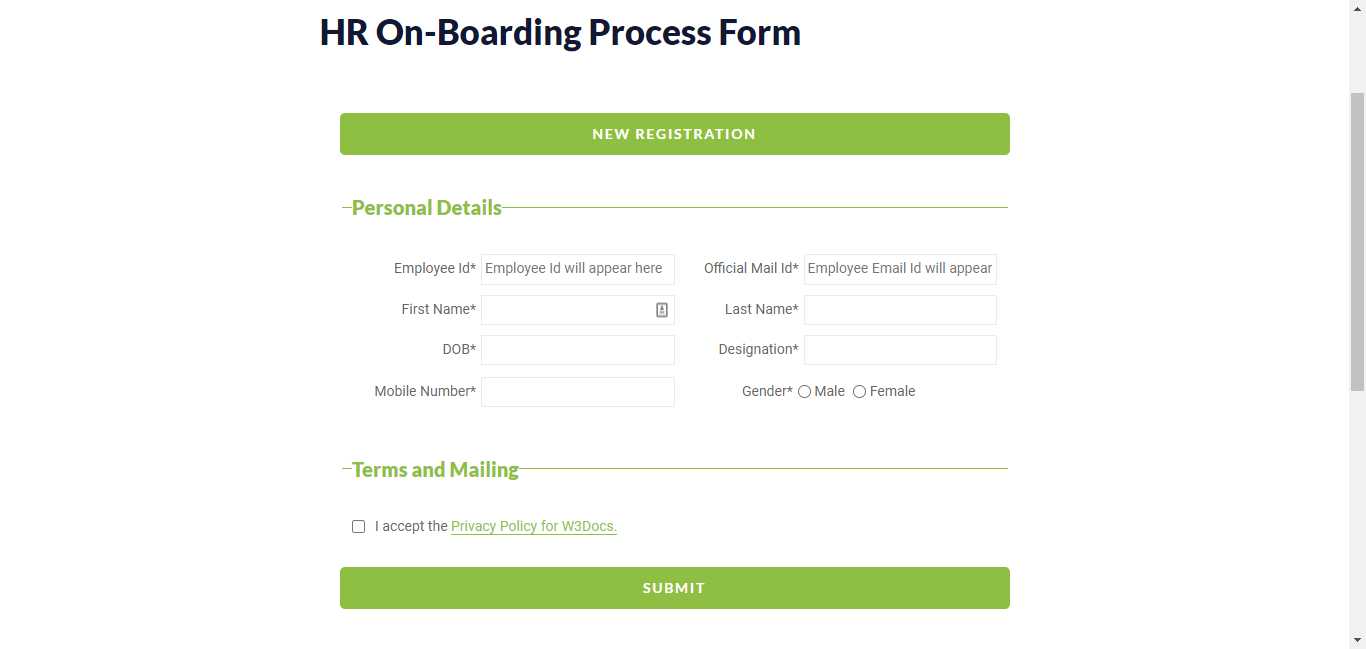 HR On-Boarding Process Form
NEW REGISTRATION
Personal Details
Employee Id* Employee Id will appear here Official Mail Id* Employee Email Id will appear
First Name* Last Name*
DOB* Designation*
Mobile Number* Gender* Male Female
Terms and Mailing
I accept the Privacy Policy for W3Docs.
SUBMIT